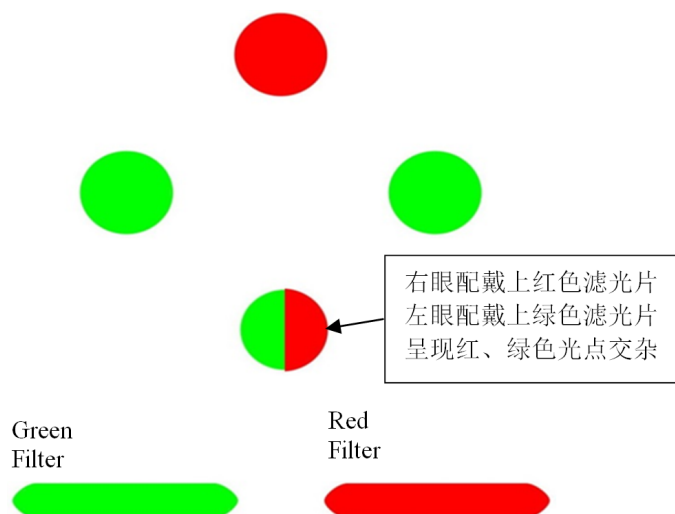 右眼配戴上红色滤光片
左眼配戴上绿色滤光片
呈现红、绿色光点交杂
Green
Filter
Red
Filter